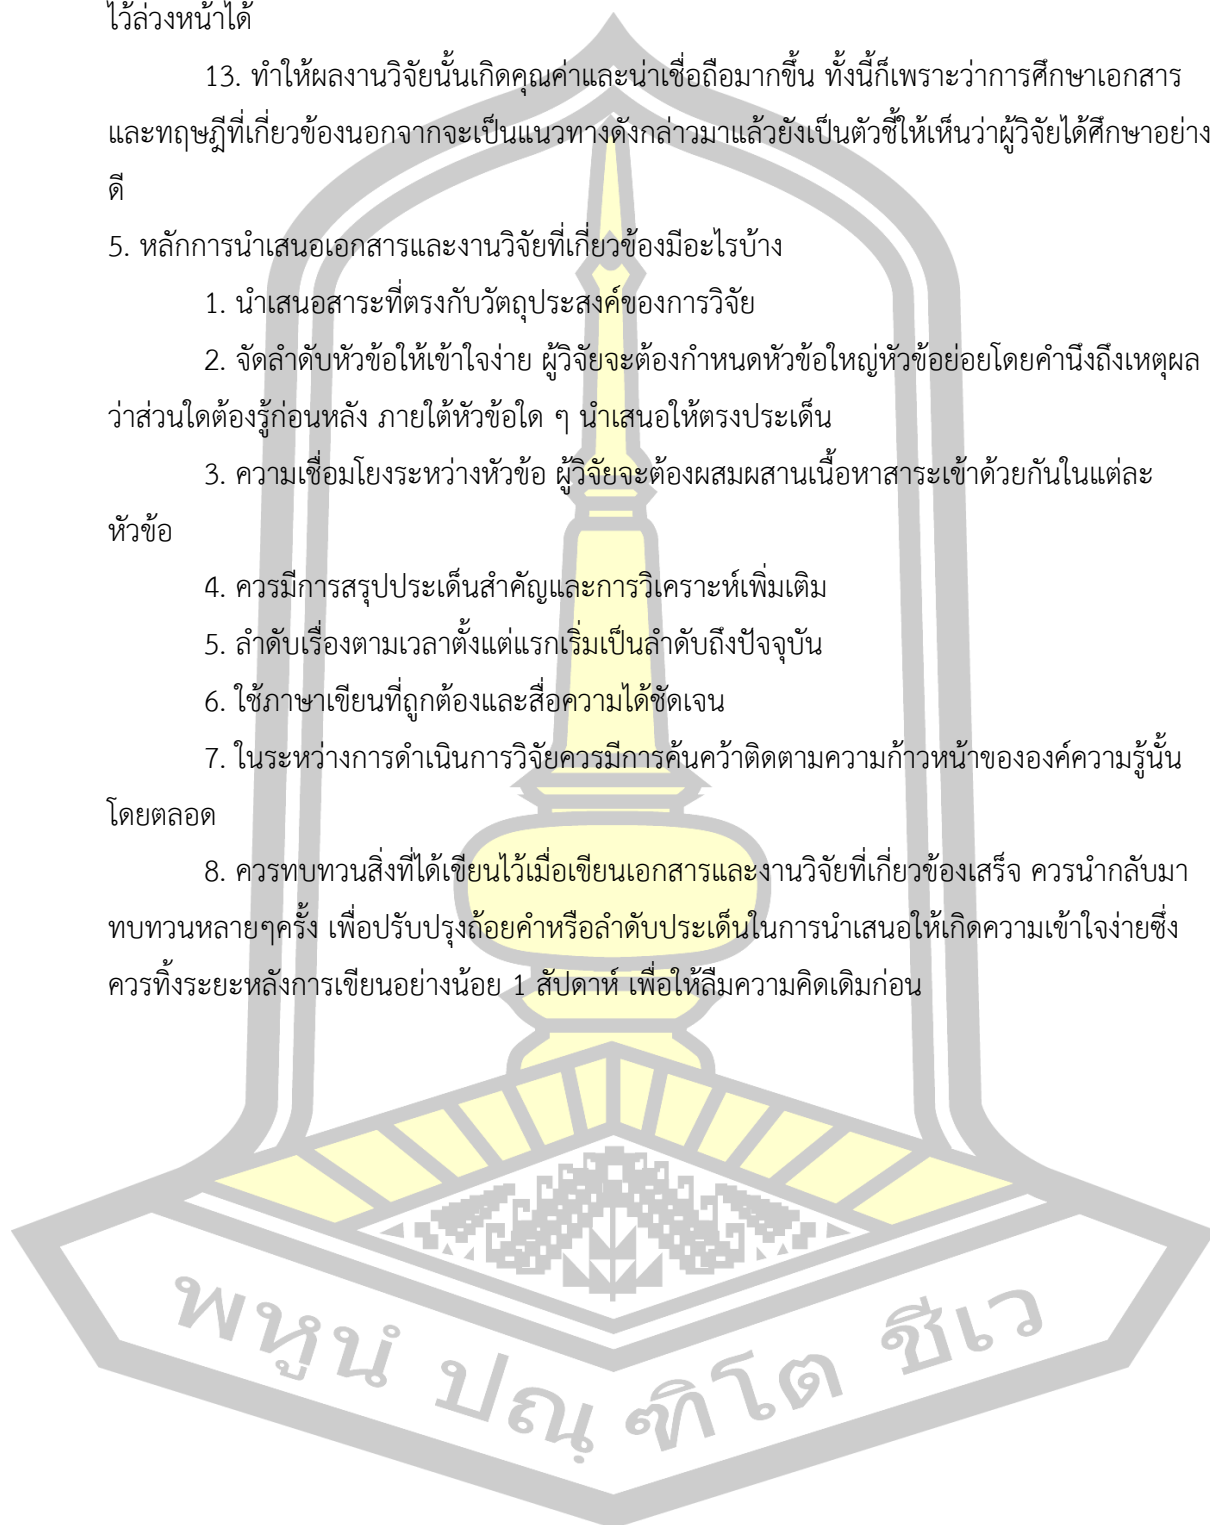 ไว้ล่วงหน้าได้
13. ทำให้ผลงานวิจัยนั้นเกิดคุณค่าและน่าเชื่อถือมากขึ้น ทั้งนี้ก็เพราะว่าการศึกษาเอกสาร
และทฤษฎีที่เกี่ยวข้องนอกจากจะเป็นแนวทางดังกล่าวมาแล้วยังเป็นตัวชี้ให้เห็นว่าผู้วิจัยได้ศึกษาอย่าง
ดี
5. หลักการนำเสนอเอกสารและงานวิจัยที่เกี่ยวข้องมีอะไรบ้าง
1. นำเสนอสาระที่ตรงกับวัตถุประสงค์ของการวิจัย
2. จัดลำดับหัวข้อให้เข้าใจง่าย ผู้วิจัยจะต้องกำหนดหัวข้อใหญ่หัวข้อย่อยโดยคำนึงถึงเหตุผล
ว่าส่วนใดต้องรู้ก่อนหลัง ภายใต้หัวข้อใด ๆ นำเสนอให้ตรงประเด็น
3. ความเชื่อมโยงระหว่างหัวข้อ ผู้วิจัยจะต้องผสมผสานเนื้อหาสาระเข้าด้วยกันในแต่ละ
หัวข้อ
4. ควรมีการสรุปประเด็นสำคัญและการวิเคราะห์เพิ่มเติม
5. ลำดับเรื่องตามเวลาตั้งแต่แรกเริ่มเป็นลำดับถึงปัจจุบัน
6. ใช้ภาษาเขียนที่ถูกต้องและสื่อความได้ชัดเจน
7. ในระหว่างการดำเนินการวิจัยควรมีการค้นคว้าติดตามความก้าวหน้าขององค์ความรู้นั้น
โดยตลอด
8. ควรทบทวนสิ่งที่ได้เขียนไว้เมื่อเขียนเอกสารและงานวิจัยที่เกี่ยวข้องเสร็จ ควรนำกลับมา
ทบทวนหลายๆครั้ง เพื่อปรับปรุงถ้อยคำหรือลำดับประเด็นในการนำเสนอให้เกิดความเข้าใจง่ายซึ่ง
ควรทิ้งระยะหลังการเขียนอย่างน้อย 1 สัปดาห์ เพื่อให้ลืมความคิดเดิมก่อน
พหูนํ ปณฺฑิโต ชีเว